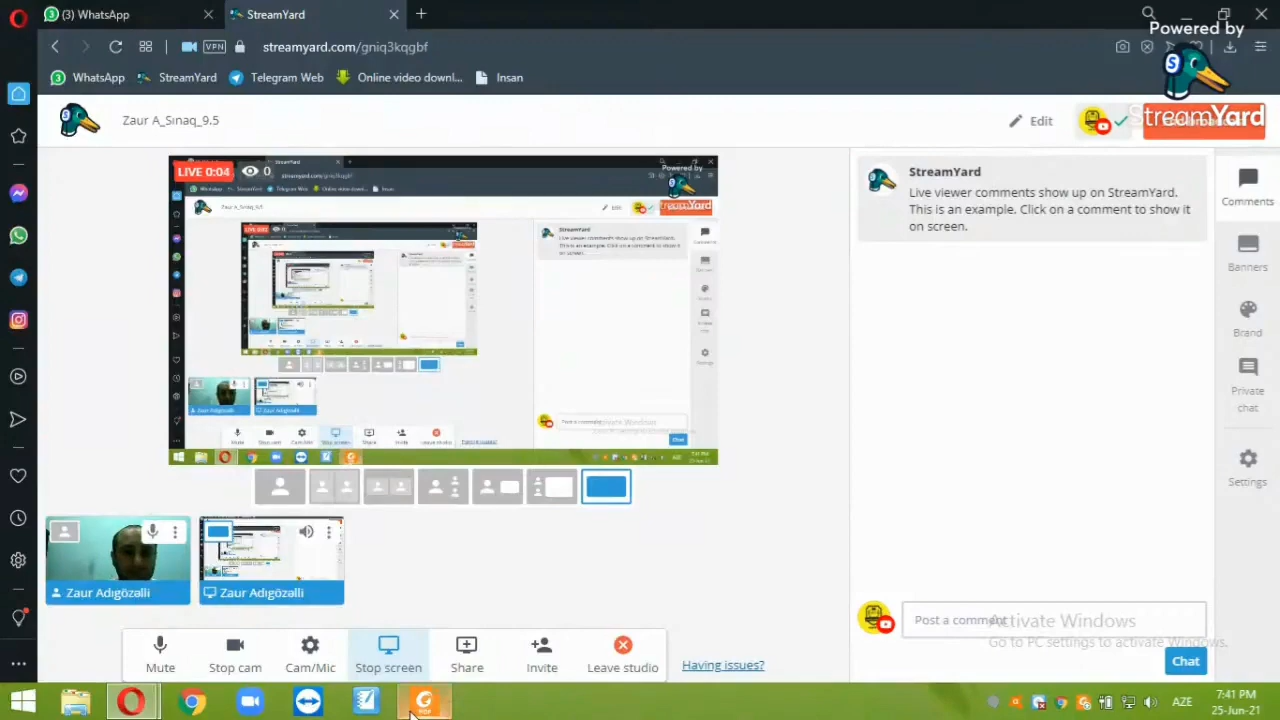 (3) WhatsApp
StreamYard
Powered by
VPN
streamyard.com/gniq3kqgbf
3
WhatsApp
StreamYard
Telegram Web
Online video downl...
Insan
Zaur A_Sınaq_9.5
Edit
StreamYard
LIVE 0:04
0
StreamYard
Live viewer comments show up on StreamYard.
This is an example. Click on a comment to show it
on screen.
Comments
Banners
Brand
Private
chat
Settings
Zaur Adıgözəlli
Zaur Adıgözəlli
Post a comment
Activate Windows
Go to PC settings to activate Windows.
Chat
Mute
Stop cam
Cam/Mic
Stop screen
Share
Invite
Leave studio
Having issues?
AZE
7:41 PM
25-Jun-21